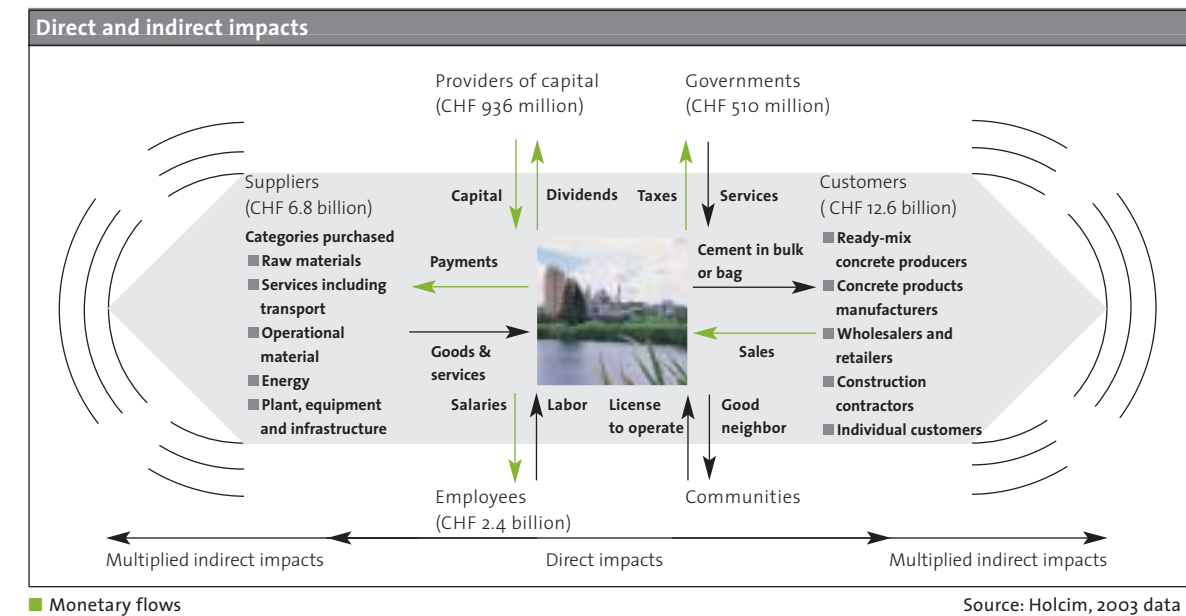 Direct and indirect impacts
Providers of capital
(CHF 936 million)
Governments
(CHF 510 million)
Suppliers
(CHF 6.8 billion)
Categories purchased
Raw materials
Services including
transport
Operational
material
Energy
Plant, equipment
and infrastructure
Capital
Dividends
Taxes
Services
Payments
Goods &
services
Cement in bulk
or bag
Sales
Customers
( CHF 12.6 billion)
Ready-mix
concrete producers
Concrete products
manufacturers
Wholesalers and
retailers
Construction
contractors
Individual customers
Salaries
Labor
License
to operate
Good
neighbor
Employees
(CHF 2.4 billion)
Communities
Multiplied indirect impacts
Direct impacts
Multiplied indirect impacts
Monetary flows
Source: Holcim, 2003 data